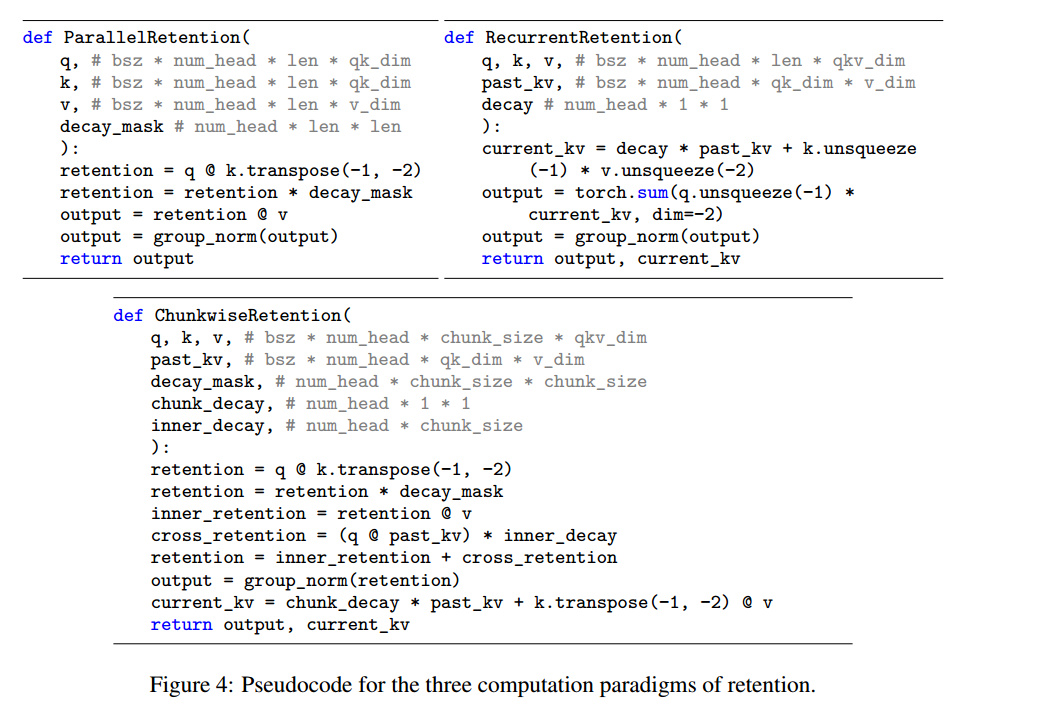 def ParallelRetention(
q, # bsz * num_head * len * qk_dim
k, # bsz * num_head * len * qk_dim
v, # bsz * num_head * len * v_dim
decay_mask # num_head * len * len
):
retention = q @ k.transpose(-1, -2)
retention = retention * decay_mask
output = retention @ v
output = group_norm(output)
return output
def RecurrentRetention(
q, k, v, # bsz * num_head * len * qkv_dim
past_kv, # bsz * num_head * qk_dim * v_dim
decay # num_head * 1 * 1
):
current_kv = decay * past_kv + k.unsqueeze
(-1) * v.unsqueeze(-2)
output = torch.sum(q.unsqueeze(-1) *
current_kv, dim=-2)
output = group_norm(output)
return output, current_kv
def ChunkwiseRetention(
q, k, v, # bsz * num_head * chunk_size * qkv_dim
past_kv, # bsz * num_head * qk_dim * v_dim
decay_mask, # num_head * chunk_size * chunk_size
chunk_decay, # num_head * 1 * 1
inner_decay, # num_head * chunk_size
):
retention = q @ k.transpose(-1, -2)
retention = retention * decay_mask
inner_retention = retention @ v
cross_retention = (q @ past_kv) * inner_decay
retention = inner_retention + cross_retention
output = group_norm(retention)
current_kv = chunk_decay * past_kv + k.transpose(-1, -2) @ v
return output, current_kv
Figure 4: Pseudocode for the three computation paradigms of retention.